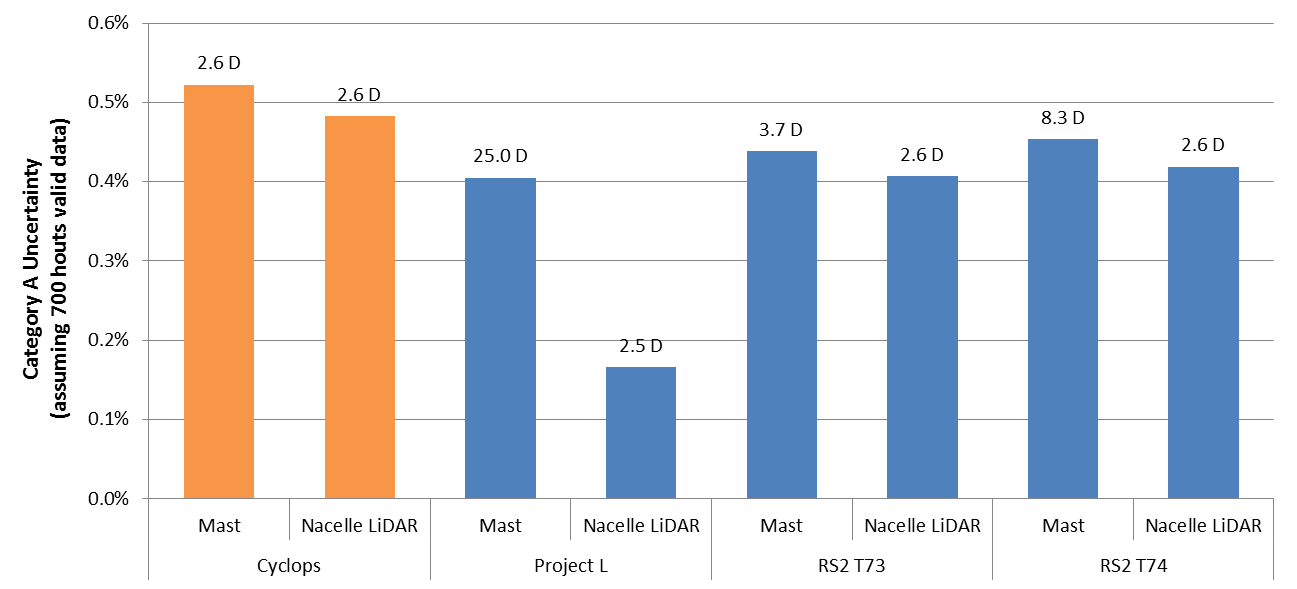 Category A Uncertainty
(assuming 700 houts valid data)
0.6%
0.5%
0.4%
0.3%
0.2%
0.1%
0.0%
2.6 D
2.6 D
25.0 D
2.5 D
3.7 D
2.6 D
8.3 D
2.6 D
Mast
Nacelle LiDAR
Mast
Nacelle LiDAR
Mast
Nacelle LiDAR
Mast
Nacelle LiDAR
Cyclops
Project L
RS2 T73
RS2 T74